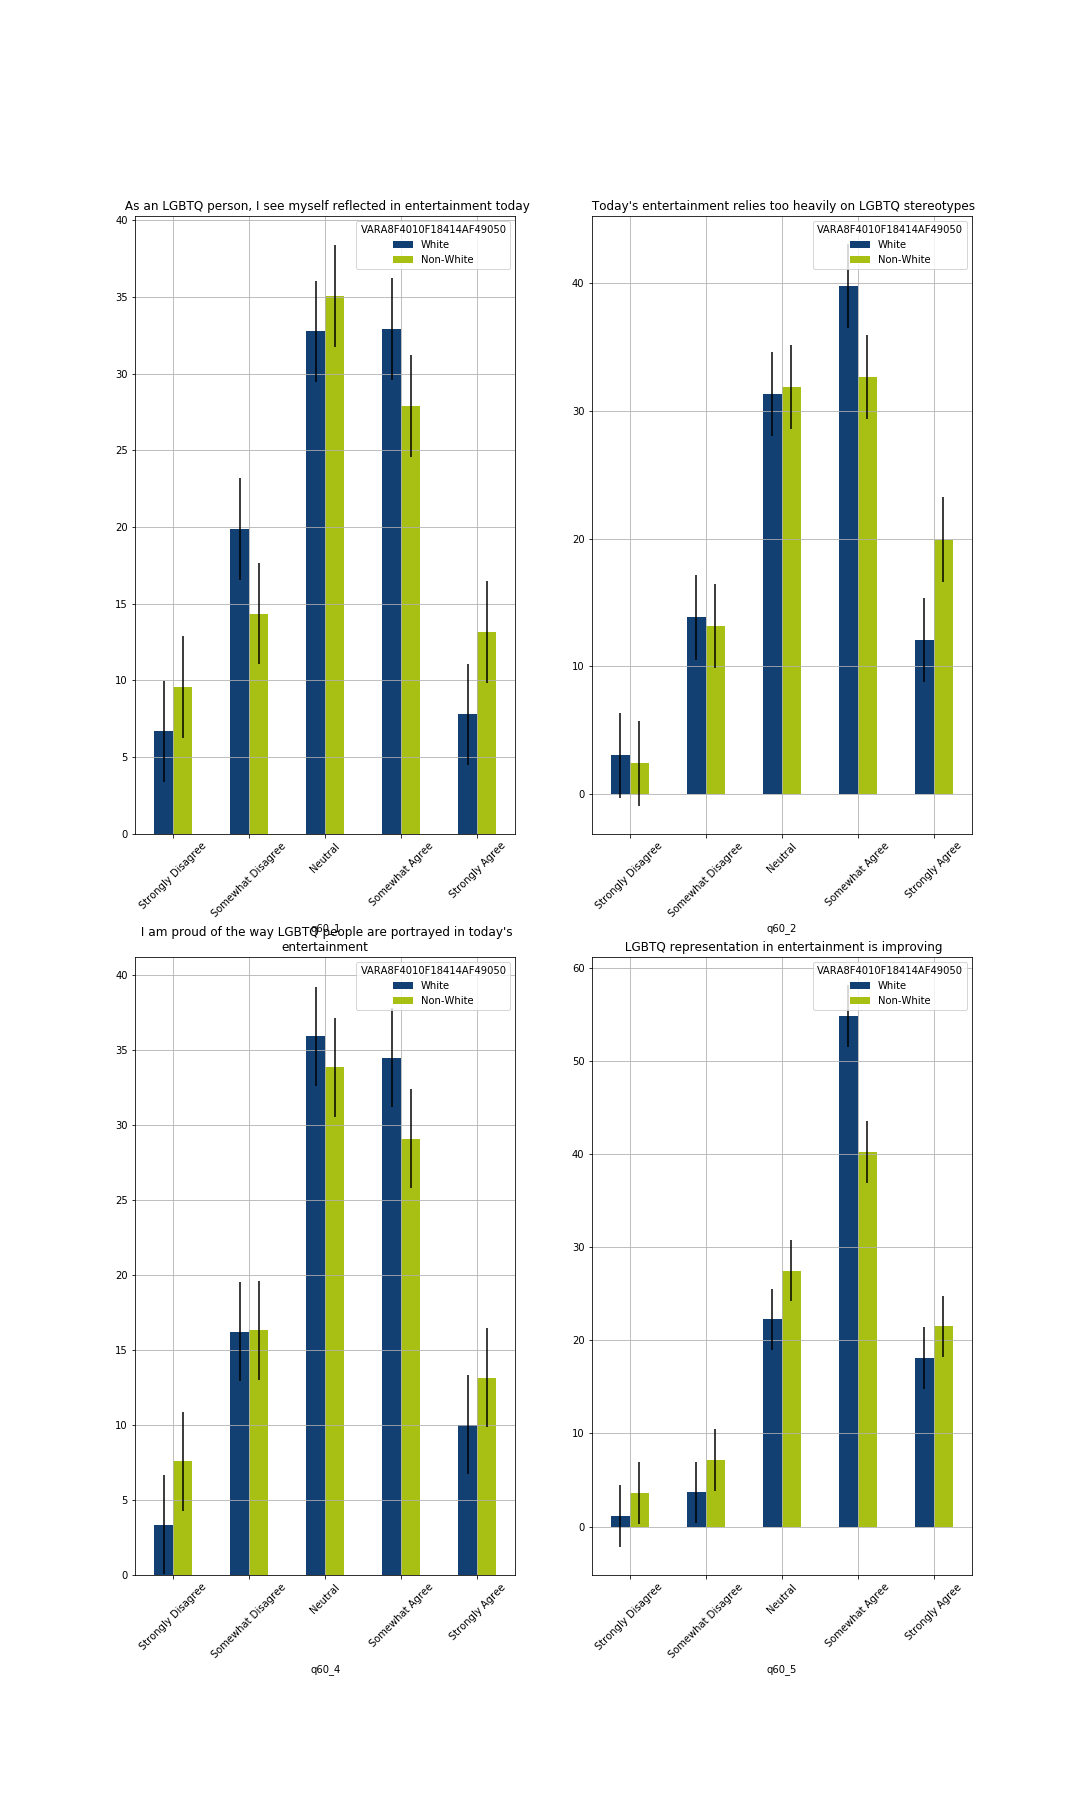 As an LGBTQ person, I see myself reflected in entertainment today
VARA8F4010F18414AF49050
White
Non-White
40
35
30
25
20
15
10
5
0
Strongly Disagree
Somewhat Disagree
Neutral
Somewhat Agree
Strongly Agree
q60_1
Today's entertainment relies too heavily on LGBTQ stereotypes
VARA8F4010F18414AF49050
White
Non-White
40
30
20
10
0
Strongly Disagree
Somewhat Disagree
Neutral
Somewhat Agree
Strongly Agree
q60_2
I am proud of the way LGBTQ people are portrayed in today's
entertainment
VARA8F4010F18414AF49050
White
Non-White
40
35
30
25
20
15
10
5
0
Strongly Disagree
Somewhat Disagree
Neutral
Somewhat Agree
Strongly Agree
q60_4
LGBTQ representation in entertainment is improving
VARA8F4010F18414AF49050
White
Non-White
60
50
40
30
20
10
0
Strongly Disagree
Somewhat Disagree
Neutral
Somewhat Agree
Strongly Agree
q60_5